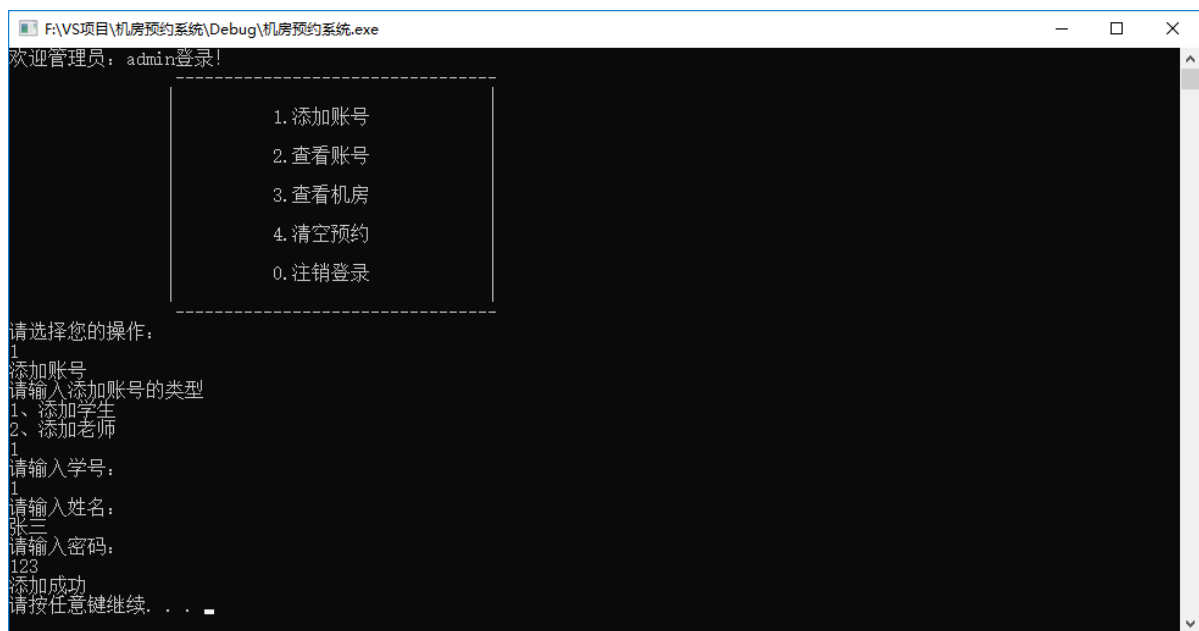 F:\VS项目\机房预约系统\Debug\机房预约系统.exe
欢迎管理员：admin登录!
---------------------------------
1.添加账号
2.查看账号
3.查看机房
4.清空预约
0.注销登录
---------------------------------
请选择您的操作：
1
添加账号
请输入添加账号的类型
1、添加学生
2、添加老师
1
请输入学号：
1
请输入姓名：
张三
请输入密码：
123
添加成功
请按任意键继续. . .